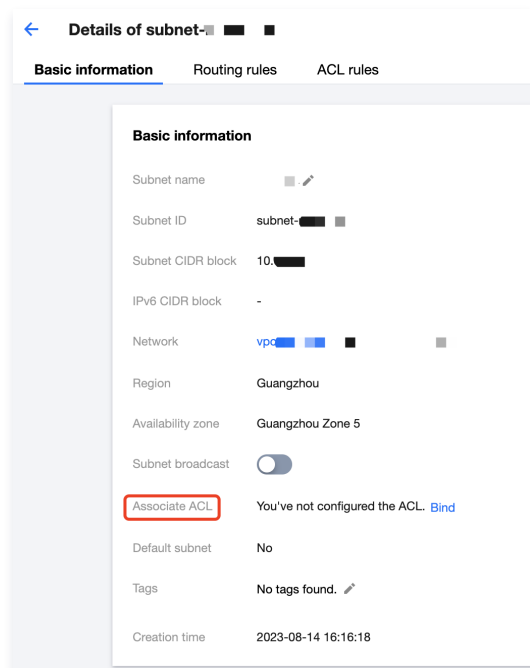 Details of subnet-
Basic information Routing rules ACL rules
Basic information
Subnet name
Subnet ID subnet-
Subnet CIDR block 10.
IPv6 CIDR block -
Network vpc
Region Guangzhou
Availability zone Guangzhou Zone 5
Subnet broadcast
Associate ACL You've not configured the ACL. Bind
Default subnet No
Tags No tags found.
Creation time 2023-08-14 16:16:18